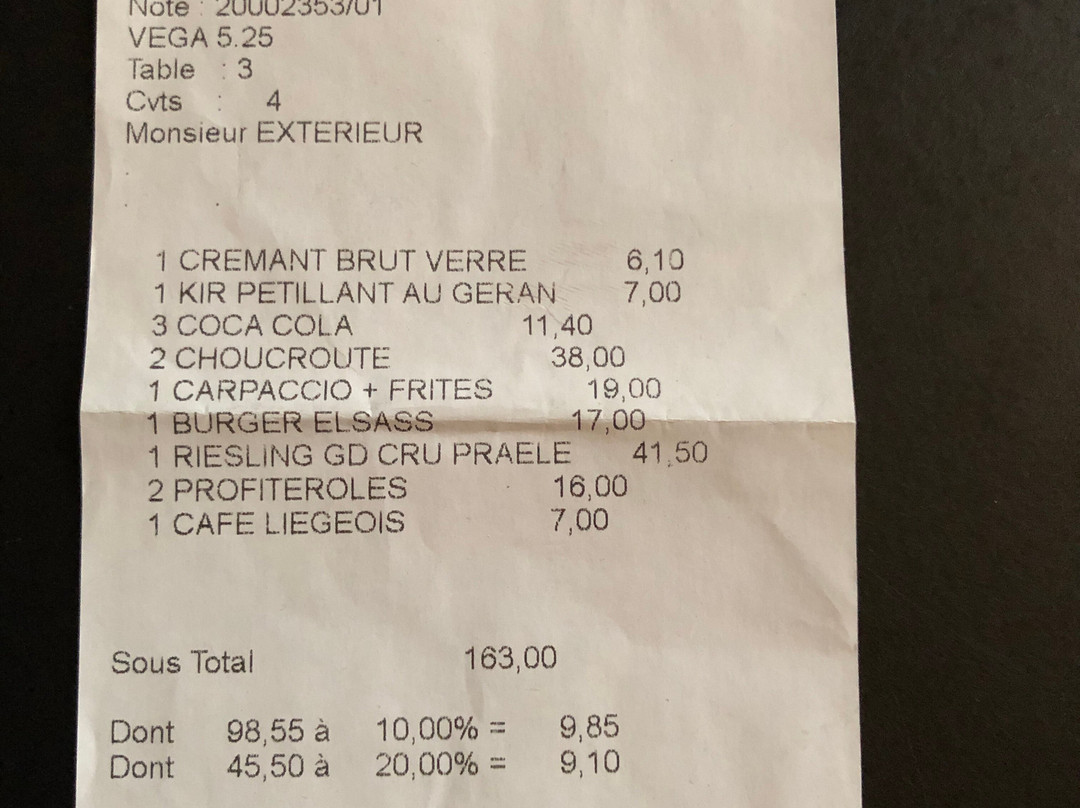 Note : 20002353/01
VEGA 5.25
Table : 3
Cvts : 4
Monsieur EXTERIEUR
1 CREMANT BRUT VERRE 6,10
1 KIR PETILLANT AU GERAN 7,00
3 COCA COLA 11,40
2 CHOUCROUTE 38,00
1 CARPACCIO + FRITES 19,00
1 BURGER ELSASS 17,00
1 RIESLING GD CRU PRAELE 41,50
2 PROFITEROLES 16,00
1 CAFE LIEGEOIS 7,00
Sous Total 163,00
Dont 98,55 à 10,00% = 9,85
Dont 45,50 à 20,00% = 9,10